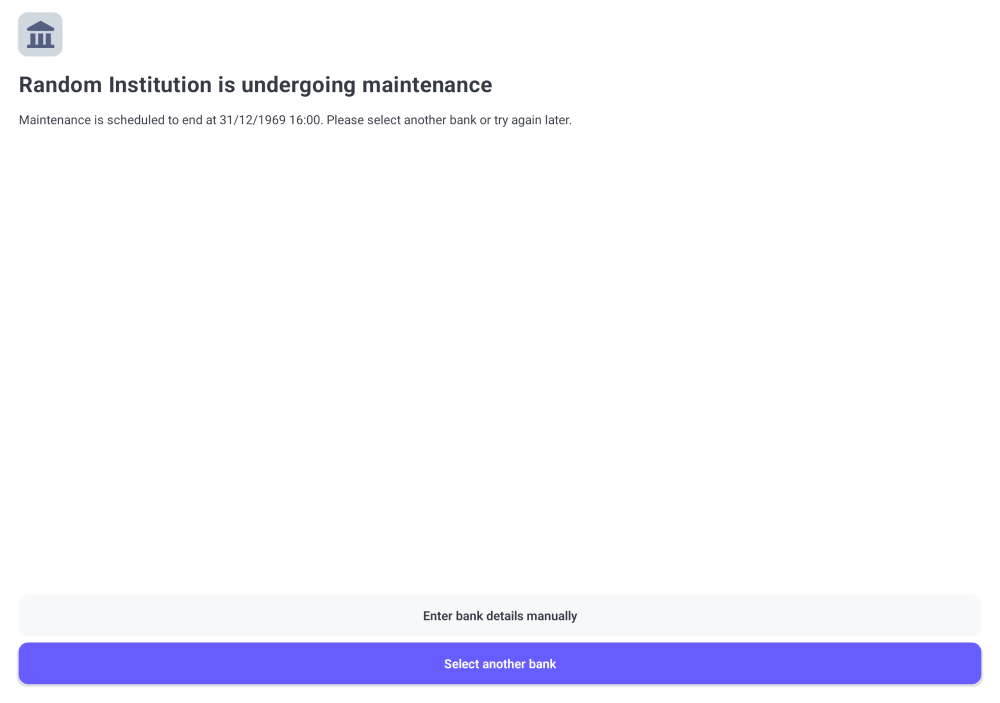 Random Institution is undergoing maintenance
Maintenance is scheduled to end at 31/12/1969 16:00. Please select another bank or try again later.
Enter bank details manually
Select another bank